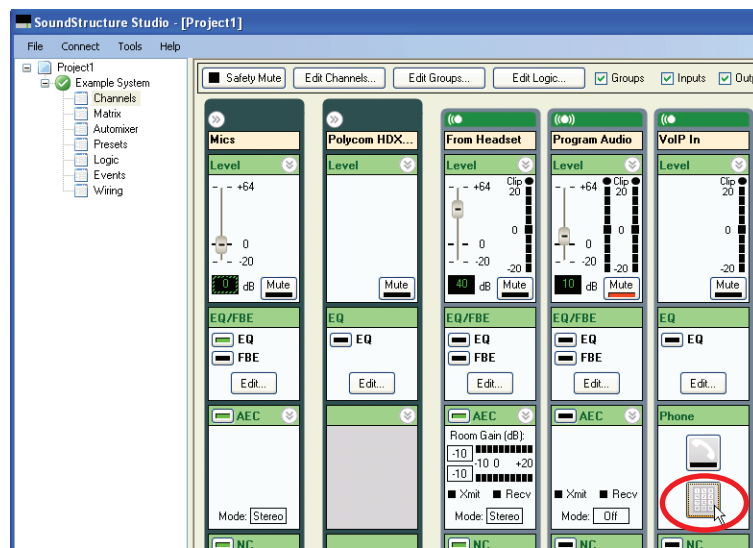 SoundStructure Studio - [Project1]
File Connect Tools Help
Project1
Example System
Channels
Matrix
Automixer
Presets
Logic
Events
Wiring
Safety Mute Edit Channels... Edit Groups... Edit Logic... Groups Inputs Out
Mics Polycom HDX... From Headset Program Audio VoIP In
Level Level Level Level Level
+64 +64 Clip 20 +64 Clip 20 Clip 20
0 0 0 0 0 0
-20 -20 -20 -20 -20 -20
0 dB Mute Mute 40 dB Mute 10 dB Mute Mute
EQ/FBE EQ EQ/FBE EQ/FBE EQ
EQ EQ EQ EQ EQ
FBE FBE FBE
Edit... Edit... Edit... Edit... Edit...
AEC AEC AEC Phone
Room Gain (dB):
-10
-10 0 +20
-10
Xmit Recv Xmit Recv
Mode: Stereo Mode: Stereo Mode: Off
NC NC NC NC